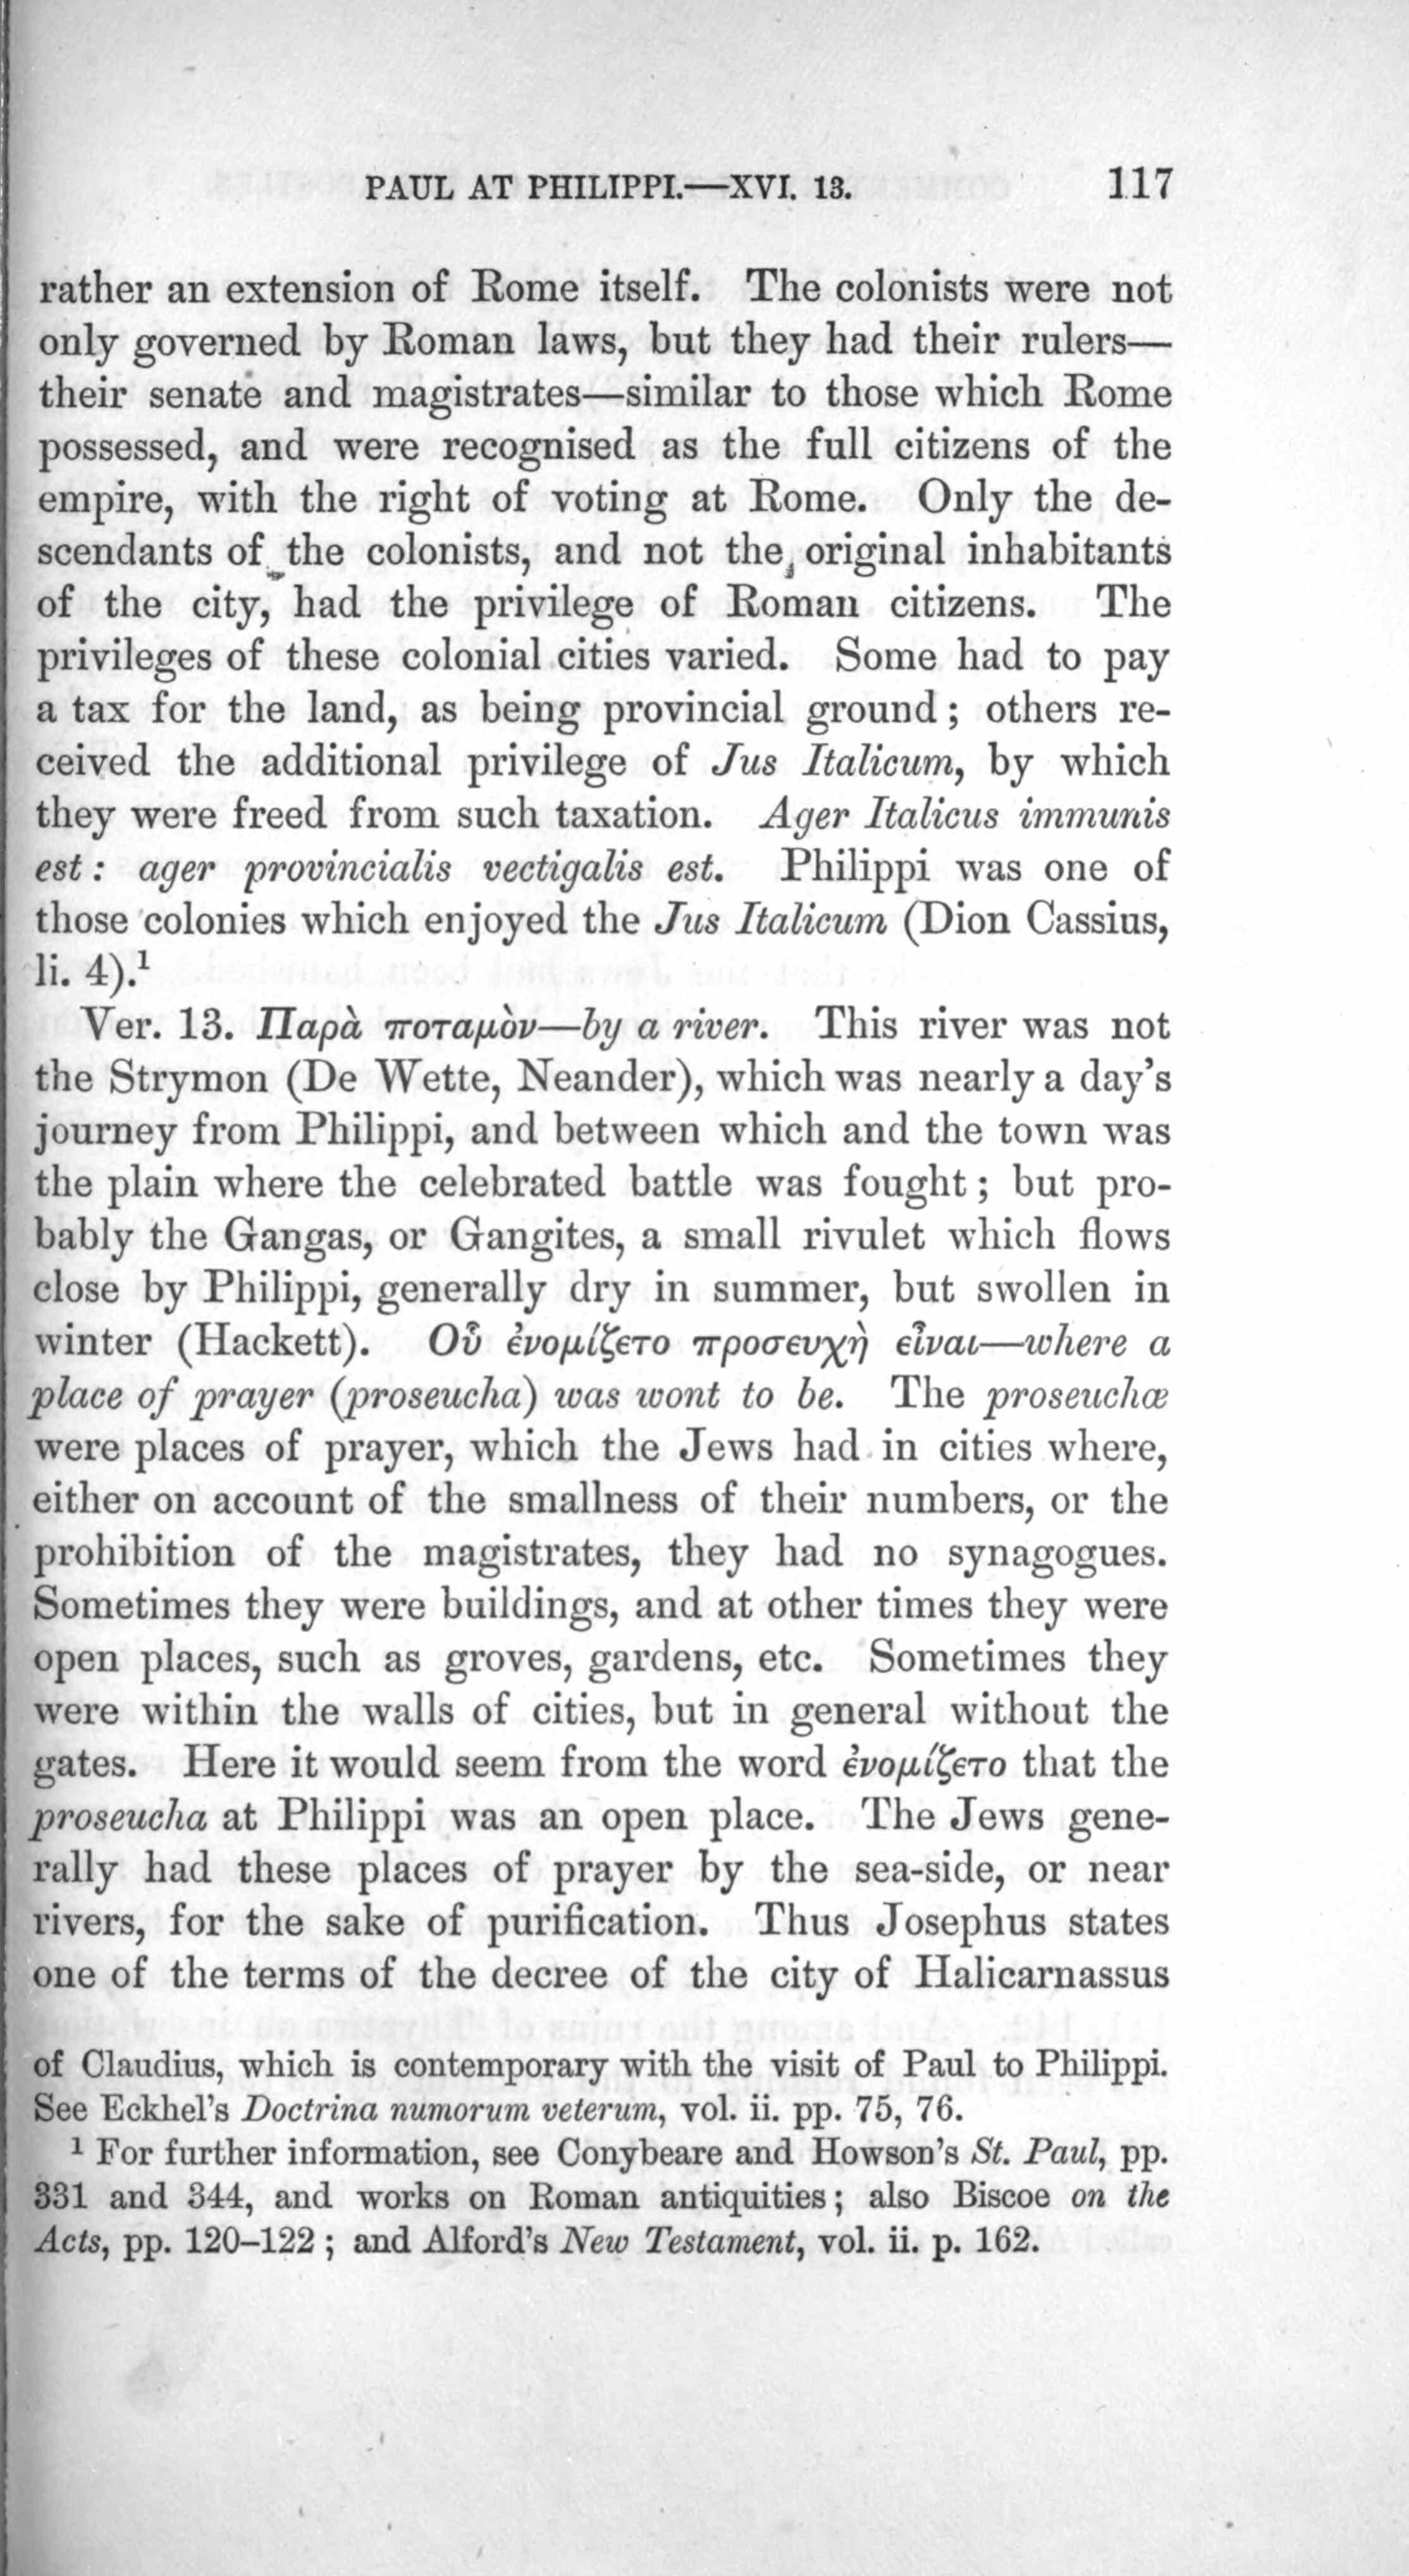 PAUL AT PHILIPPI.—XVI. 13. 117
rather an extension of Rome itself. The colonists were not
only governed by Roman laws, but they had their rulers—
their senate and magistrates—similar to those which Rome
possessed, and were recognised as the full citizens of the
empire, with the right of voting at Rome. Only the de-
scendants of the colonists, and not the original inhabitants
of the city, had the privilege of Roman citizens. The
privileges of these colonial cities varied. Some had to pay
a tax for the land, as being provincial ground; others re-
ceived the additional privilege of Jus Italicum, by which
they were freed from such taxation. Ager Italicus immunis
est: ager provincialis vectigalis est. Philippi was one of
those colonies which enjoyed the Jus Italicum (Dion Cassius,
li. 4).¹
Ver. 13. Παρὰ ποταμὸν—by a river. This river was not
the Strymon (De Wette, Neander), which was nearly a day's
journey from Philippi, and between which and the town was
the plain where the celebrated battle was fought; but pro-
bably the Gangas, or Gangites, a small rivulet which flows
close by Philippi, generally dry in summer, but swollen in
winter (Hackett). Οὗ ἐνομίζετο προσευχὴ εἶναι—where a
place of prayer (proseucha) was wont to be. The proseuchæ
were places of prayer, which the Jews had in cities where,
either on account of the smallness of their numbers, or the
prohibition of the magistrates, they had no synagogues.
Sometimes they were buildings, and at other times they were
open places, such as groves, gardens, etc. Sometimes they
were within the walls of cities, but in general without the
gates. Here it would seem from the word ἐνομίζετο that the
proseucha at Philippi was an open place. The Jews gene-
rally had these places of prayer by the sea-side, or near
rivers, for the sake of purification. Thus Josephus states
one of the terms of the decree of the city of Halicarnassus
of Claudius, which is contemporary with the visit of Paul to Philippi.
See Eckhel's Doctrina numorum veterum, vol. ii. pp. 75, 76.
¹ For further information, see Conybeare and Howson's St. Paul, pp.
331 and 344, and works on Roman antiquities; also Biscoe on the
Acts, pp. 120–122; and Alford's New Testament, vol. ii. p. 162.